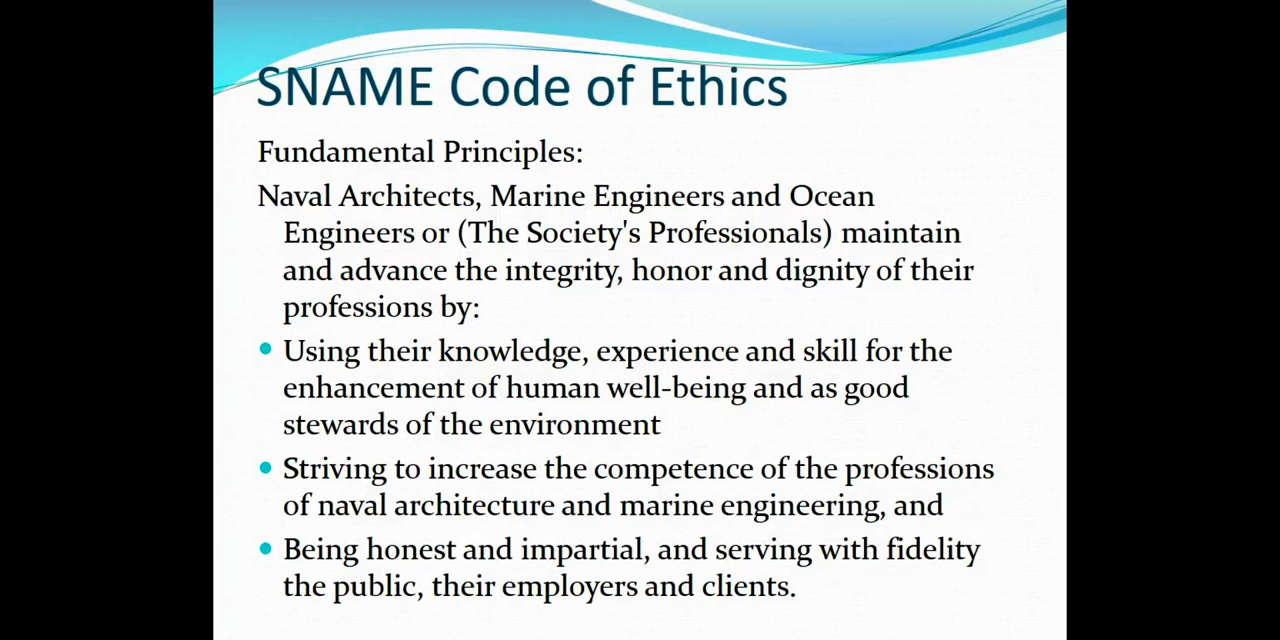 SNAME Code of Ethics
Fundamental Principles:
Naval Architects, Marine Engineers and Ocean
Engineers or (The Society's Professionals) maintain
and advance the integrity, honor and dignity of their
professions by:
• Using their knowledge, experience and skill for the
enhancement of human well-being and as good
stewards of the environment
• Striving to increase the competence of the professions
of naval architecture and marine engineering, and
• Being honest and impartial, and serving with fidelity
the public, their employers and clients.